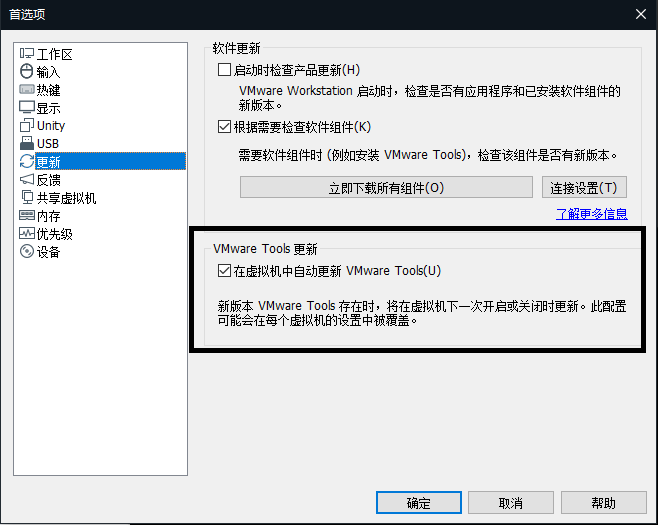 首选项
工作区
输入
热键
显示
Unity
USB
更新
反馈
共享虚拟机
内存
优先级
设备
软件更新
启动时检查产品更新(H)
VMware Workstation 启动时，检查是否有应用程序和已安装软件组件的
新版本。
根据需要检查软件组件(K)
需要软件组件时 (例如安装 VMware Tools)，检查该组件是否有新版本。
立即下载所有组件(O)
连接设置(T)
了解更多信息
VMware Tools 更新
在虚拟机中自动更新 VMware Tools(U)
新版本 VMware Tools 存在时，将在虚拟机下一次开启或关闭时更新。此配置
可能会在每个虚拟机的设置中被覆盖。
确定
取消
帮助